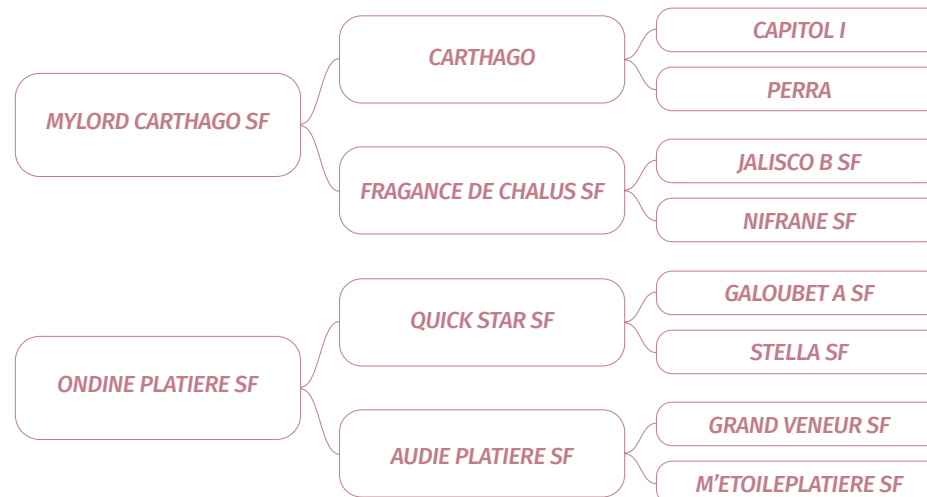 CAPITOL I
CARTHAGO
PERRA
MYLORD CARTHAGO SF
JALISCO B SF
FRAGANCE DE CHALUS SF
NIFRANE SF
GALOUBET A SF
QUICK STAR SF
STELLA SF
ONDINE PLATIERE SF
GRAND VENEUR SF
AUDIE PLATIERE SF
M'ETOILEPLATIERE SF